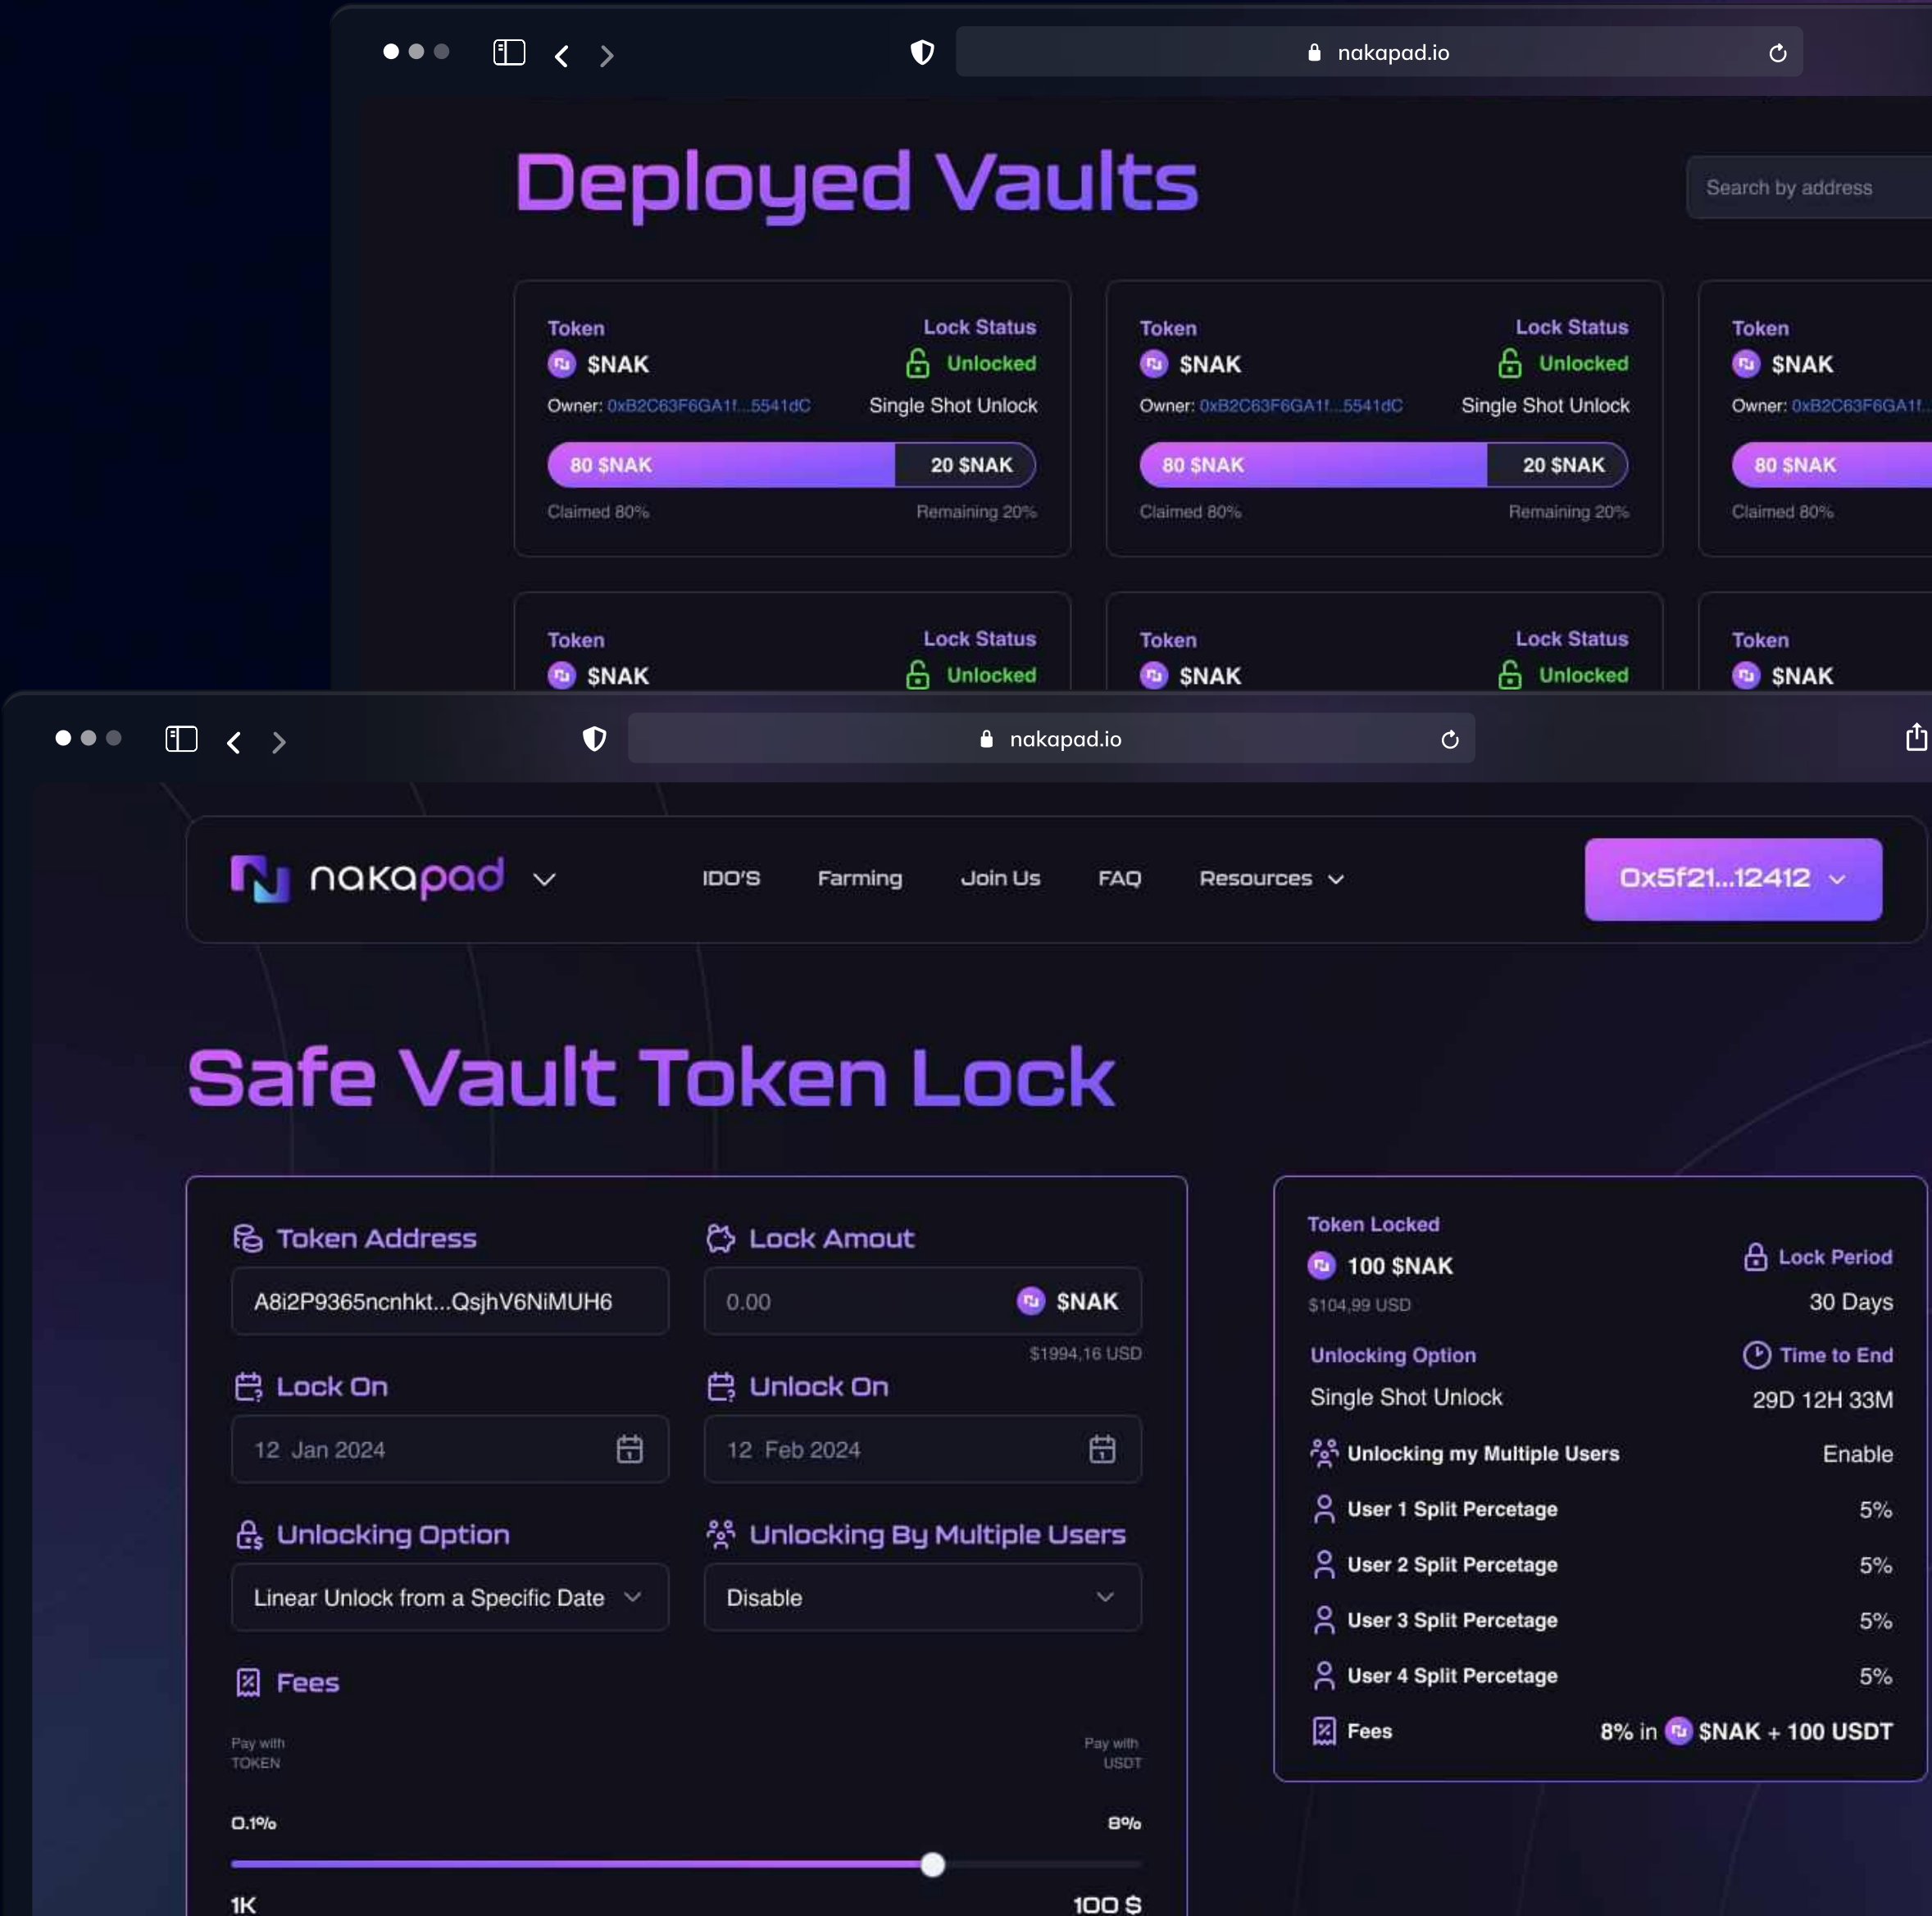 nakapad.io
Deployed Vaults
Search by address
Token Lock Status
$NAK Unlocked
Owner: 0xB2C63F6GA1f...5541dC Single Shot Unlock
80 $NAK 20 $NAK
Claimed 80% Remaining 20%
Token Lock Status
$NAK Unlocked
Owner: 0xB2C63F6GA1f...5541dC Single Shot Unlock
80 $NAK 20 $NAK
Claimed 80% Remaining 20%
Token
$NAK
Owner: 0xB2C63F6GA1f...
80 $NAK
Claimed 80%
Token Lock Status
$NAK Unlocked
Token Lock Status
$NAK Unlocked
Token
$NAK
nakapad.io
nakapad IDO'S Farming Join Us FAQ Resources 0x5f21...12412
Safe Vault Token Lock
Token Address
A8i2P9365ncnhkt...QsjhV6NiMUH6
Lock Amout
0.00 $NAK
$1994,16 USD
Lock On
12 Jan 2024
Unlock On
12 Feb 2024
Unlocking Option
Linear Unlock from a Specific Date
Unlocking By Multiple Users
Disable
Fees
Pay with
TOKEN
Pay with
USDT
0.1% 8%
1K 100 $
Token Locked
100 $NAK
$104,99 USD
Lock Period
30 Days
Unlocking Option
Single Shot Unlock
Time to End
29D 12H 33M
Unlocking my Multiple Users Enable
User 1 Split Percetage 5%
User 2 Split Percetage 5%
User 3 Split Percetage 5%
User 4 Split Percetage 5%
Fees 8% in $NAK + 100 USDT